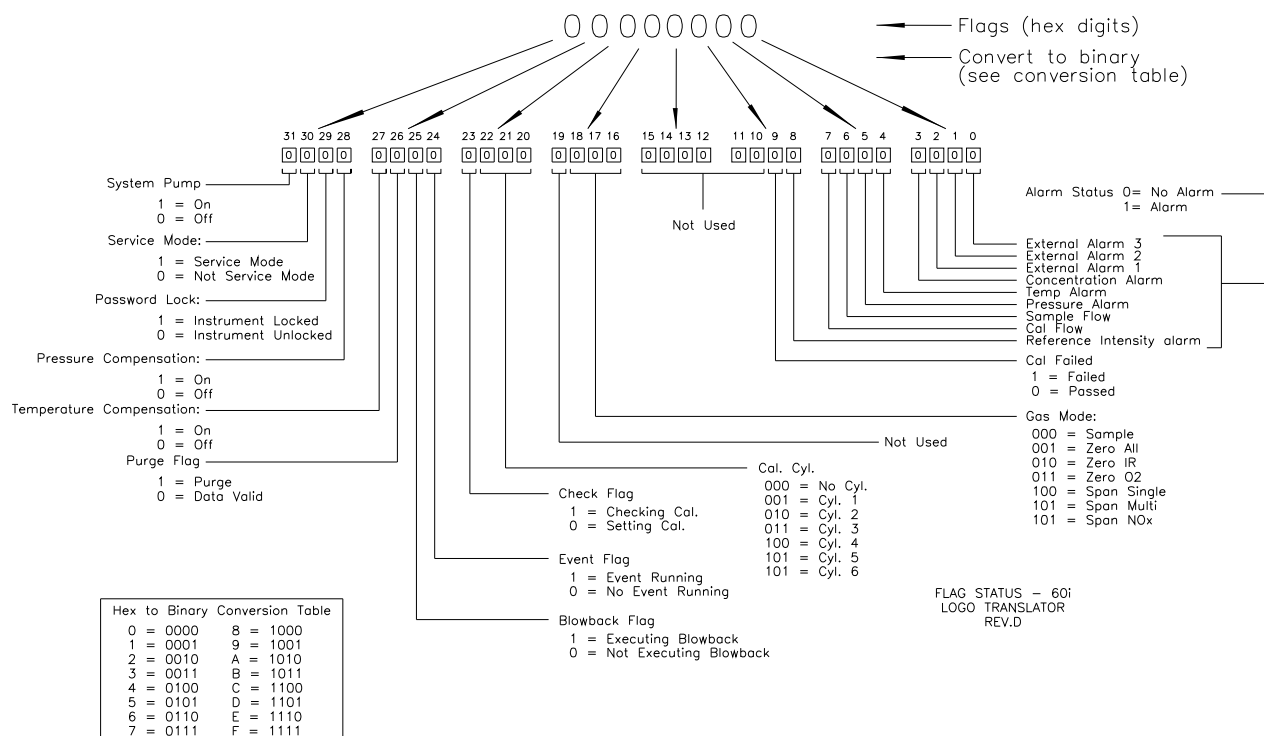 00000000
Flags (hex digits)
Convert to binary
(see conversion table)
31 30 29 28 27 26 25 24 23 22 21 20 19 18 17 16 15 14 13 12 11 10 9 8 7 6 5 4 3 2 1 0
0 0 0 0 0 0 0 0 0 0 0 0 0 0 0 0 0 0 0 0 0 0 0 0 0 0 0 0 0 0 0 0
System Pump
1 = On
0 = Off
Service Mode:
1 = Service Mode
0 = Not Service Mode
Password Lock:
1 = Instrument Locked
0 = Instrument Unlocked
Pressure Compensation:
1 = On
0 = Off
Temperature Compensation:
1 = On
0 = Off
Purge Flag
1 = Purge
0 = Data Valid
Not Used
Alarm Status 0= No Alarm
1= Alarm
External Alarm 3
External Alarm 2
External Alarm 1
Concentration Alarm
Temp Alarm
Pressure Alarm
Sample Flow
Cal Flow
Reference Intensity alarm
Cal Failed
1 = Failed
0 = Passed
Gas Mode:
000 = Sample
001 = Zero All
010 = Zero IR
011 = Zero O2
100 = Span Single
101 = Span Multi
101 = Span NOx
Not Used
Cal. Cyl.
000 = No Cyl.
001 = Cyl. 1
010 = Cyl. 2
011 = Cyl. 3
100 = Cyl. 4
101 = Cyl. 5
101 = Cyl. 6
Check Flag
1 = Checking Cal.
0 = Setting Cal.
Event Flag
1 = Event Running
0 = No Event Running
Blowback Flag
1 = Executing Blowback
0 = Not Executing Blowback
FLAG STATUS - 60i
LOGO TRANSLATOR
REV.D
Hex to Binary Conversion Table
0 = 0000 8 = 1000
1 = 0001 9 = 1001
2 = 0010 A = 1010
3 = 0011 B = 1011
4 = 0100 C = 1100
5 = 0101 D = 1101
6 = 0110 E = 1110
7 = 0111 F = 1111